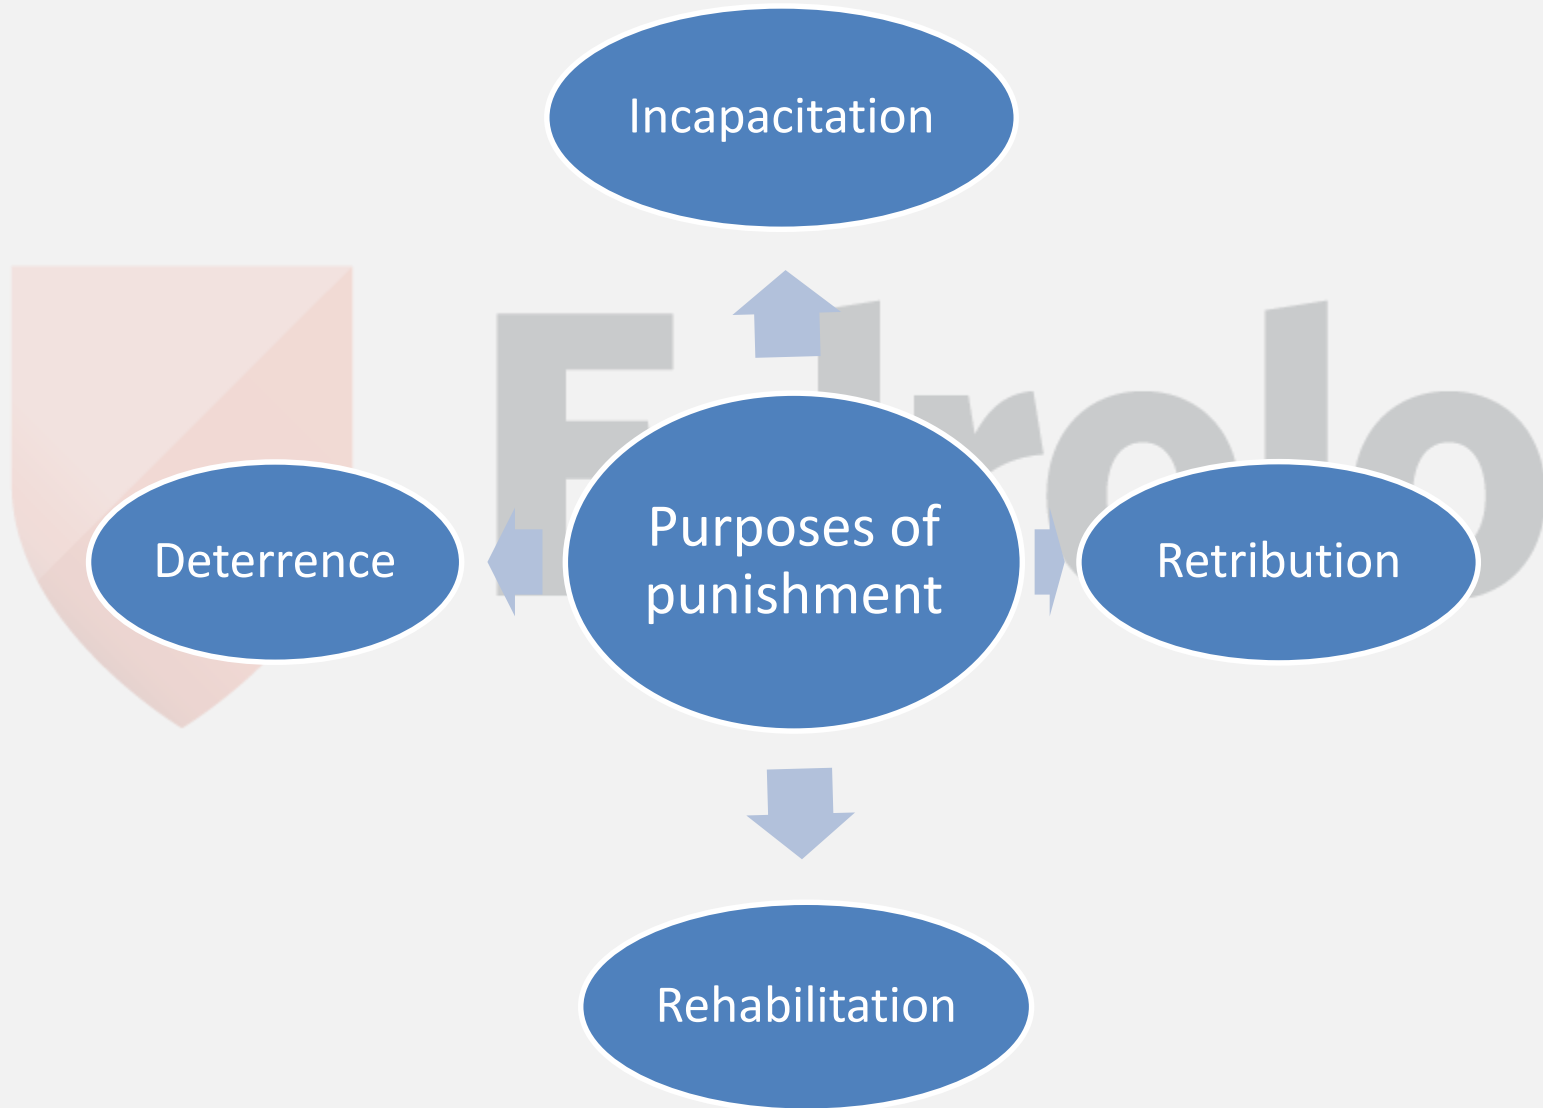 Incapacitation
Deterrence
Purposes of
punishment
Retribution
Rehabilitation